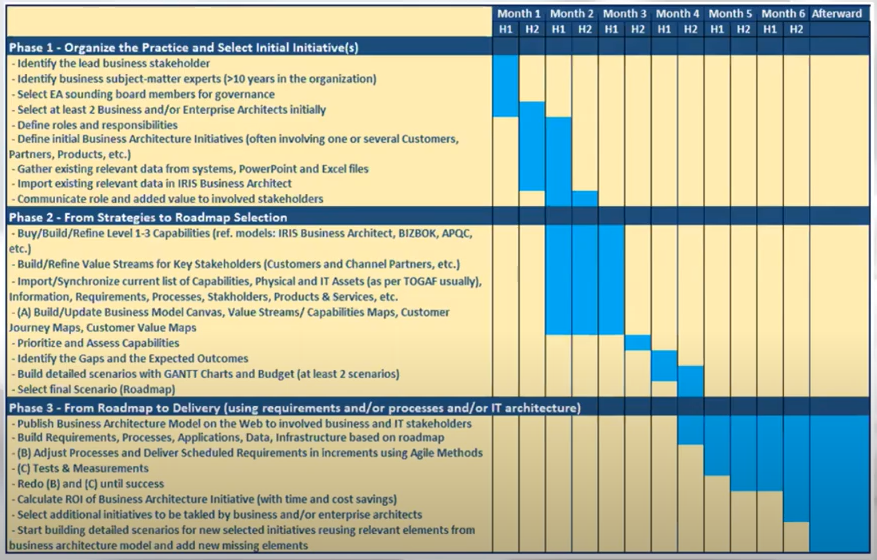 Month 1 Month 2 Month 3 Month 4 Month 5 Month 6 Afterward
H1 H2 H1 H2 H1 H2 H1 H2 H1 H2 H1 H2
Phase 1 - Organize the Practice and Select Initial Initiative(s)
- Identify the lead business stakeholder
- Identify business subject-matter experts (>10 years in the organization)
- Select EA sounding board members for governance
- Select at least 2 Business and/or Enterprise Architects initially
- Define roles and responsibilities
- Define initial Business Architecture Initiatives (often involving one or several Customers,
Partners, Products, etc.)
- Gather existing relevant data from systems, PowerPoint and Excel files
- Import existing relevant data in IRIS Business Architect
- Communicate role and added value to involved stakeholders
Phase 2 - From Strategies to Roadmap Selection
- Buy/Build/Refine Level 1-3 Capabilities (ref. models: IRIS Business Architect, BIZBOK, APQC,
etc.)
- Build/Refine Value Streams for Key Stakeholders (Customers and Channel Partners, etc.)
- Import/Synchronize current list of Capabilities, Physical and IT Assets (as per TOGAF usually),
Information, Requirements, Processes, Stakholders, Products & Services, etc.
- (A) Build/Update Business Model Canvas, Value Streams/ Capabilities Maps, Customer
Journey Maps, Customer Value Maps
- Prioritize and Assess Capabilities
- Identify the Gaps and the Expected Outcomes
- Build detailed scenarios with GANTT Charts and Budget (at least 2 scenarios)
- Select final Scenario (Roadmap)
Phase 3 - From Roadmap to Delivery (using requirements and/or processes and/or IT architecture)
- Publish Business Architecture Model on the Web to involved business and IT stakeholders
- Build Requirements, Processes, Applications, Data, Infrastructure based on roadmap
- (B) Adjust Processes and Deliver Scheduled Requirements in increments using Agile Methods
- (C) Tests & Measurements
- Redo (B) and (C) until success
- Calculate ROI of Business Architecture Initiative (with time and cost savings)
- Select additional initiatives to be takled by business and/or enterprise architects
- Start building detailed scenarios for new selected initiatives reusing relevant elements from
business architecture model and add new missing elements